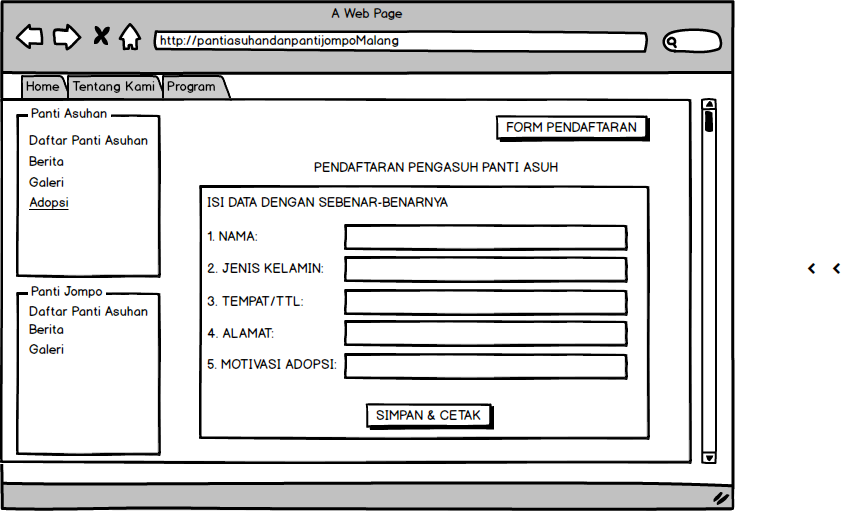 A Web Page
http://pantiasuhandanpantijompoMalang
Home
Tentang Kami
Program
Panti Asuhan
Daftar Panti Asuhan
Berita
Galeri
Adopsi
Panti Jompo
Daftar Panti Asuhan
Berita
Galeri
FORM PENDAFTARAN
PENDAFTARAN PENGASUH PANTI ASUH
ISI DATA DENGAN SEBENAR-BENARNYA
1. NAMA:
2. JENIS KELAMIN:
3. TEMPAT/TTL:
4. ALAMAT:
5. MOTIVASI ADOPSI:
SIMPAN & CETAK